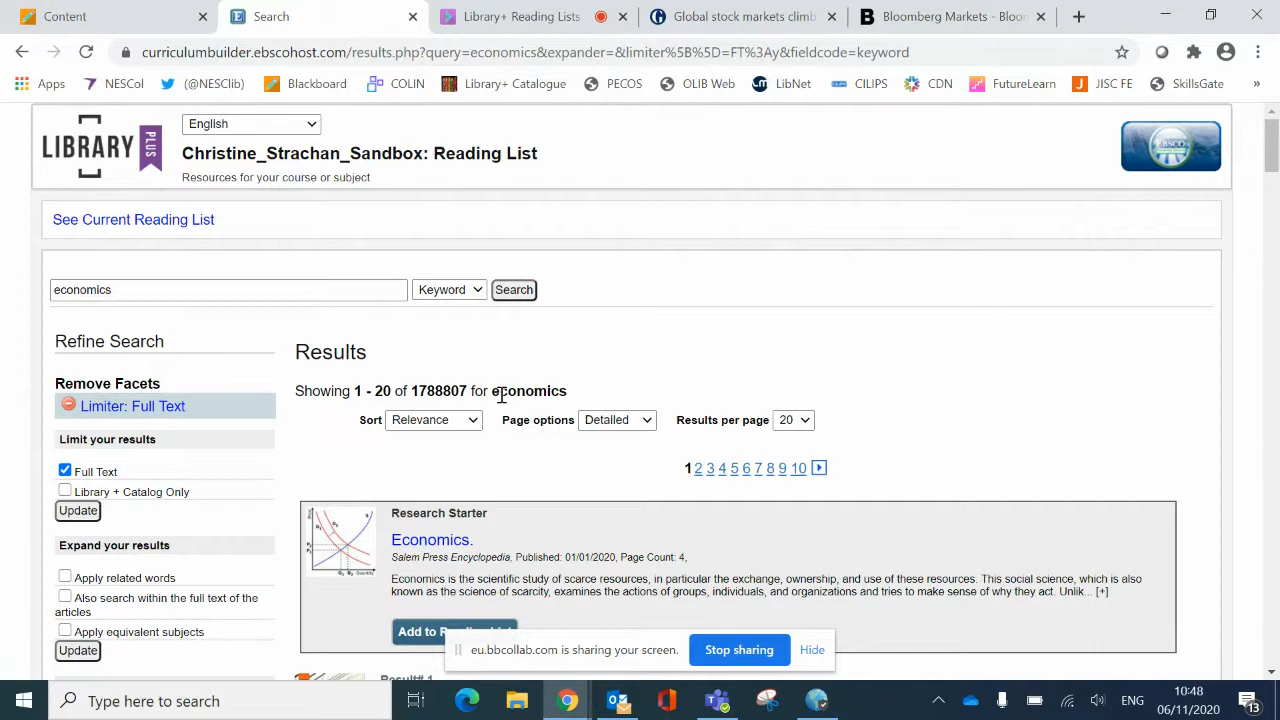 Content
Search
Library+ Reading Lists
Global stock markets climb
Bloomberg Markets - Bloon
curriculumbuilder.ebscohost.com/results.php?query=economics&expander=&limiter%5B%5D=FT%3Ay&fieldcode=keyword
Apps NESCol (@NESClib) Blackboard COLIN Library+ Catalogue PECOS OLIB Web LibNet CILIPS CDN FutureLearn JISC FE SkillsGate
LIBRARY PLUS
English
Christine_Strachan_Sandbox: Reading List
Resources for your course or subject
EBSCO
See Current Reading List
economics Keyword Search
Refine Search
Remove Facets
Limiter: Full Text
Limit your results
Full Text
Library + Catalog Only
Update
Expand your results
Apply related words
Also search within the full text of the
articles
Apply equivalent subjects
Update
Results
Showing 1 - 20 of 1788807 for economics
Sort Relevance Page options Detailed Results per page 20
1 2 3 4 5 6 7 8 9 10
Research Starter
Economics.
Salem Press Encyclopedia, Published: 01/01/2020, Page Count: 4,
Economics is the scientific study of scarce resources, in particular the exchange, ownership, and use of these resources. This social science, which is also
known as the science of scarcity, examines the actions of groups, individuals, and organizations and tries to make sense of why they act. Unlik... [+]
Add to
eu.bbcollab.com is sharing your screen. Stop sharing Hide
Result# 1
Type here to search
ENG
10:48
06/11/2020
13